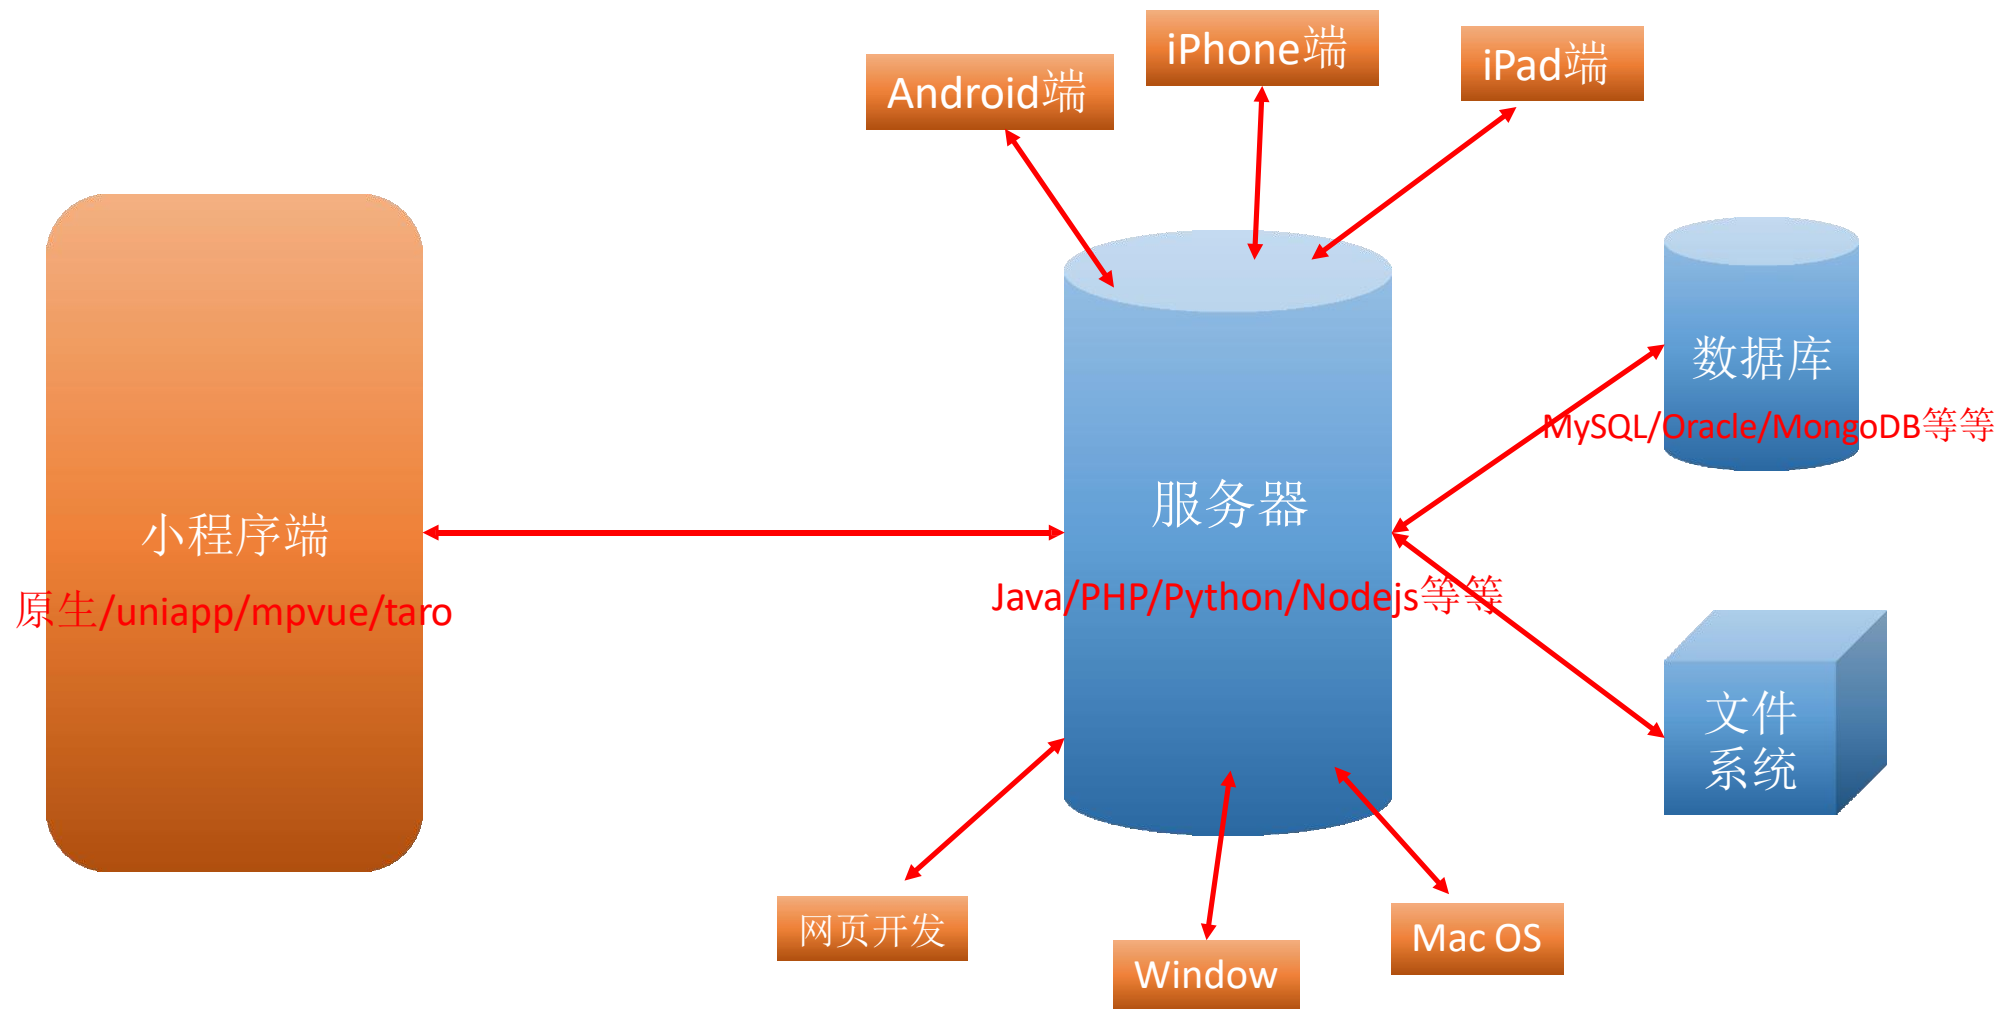 iPhone端
iPad端
Android端
数据库
MySQL/Oracle/MongoDB等等
服务器
小程序端
Java/PHP/Python/Nodejs等等
原生/uniapp/mpvue/taro
文件
系统
网页开发
Mac OS
Window